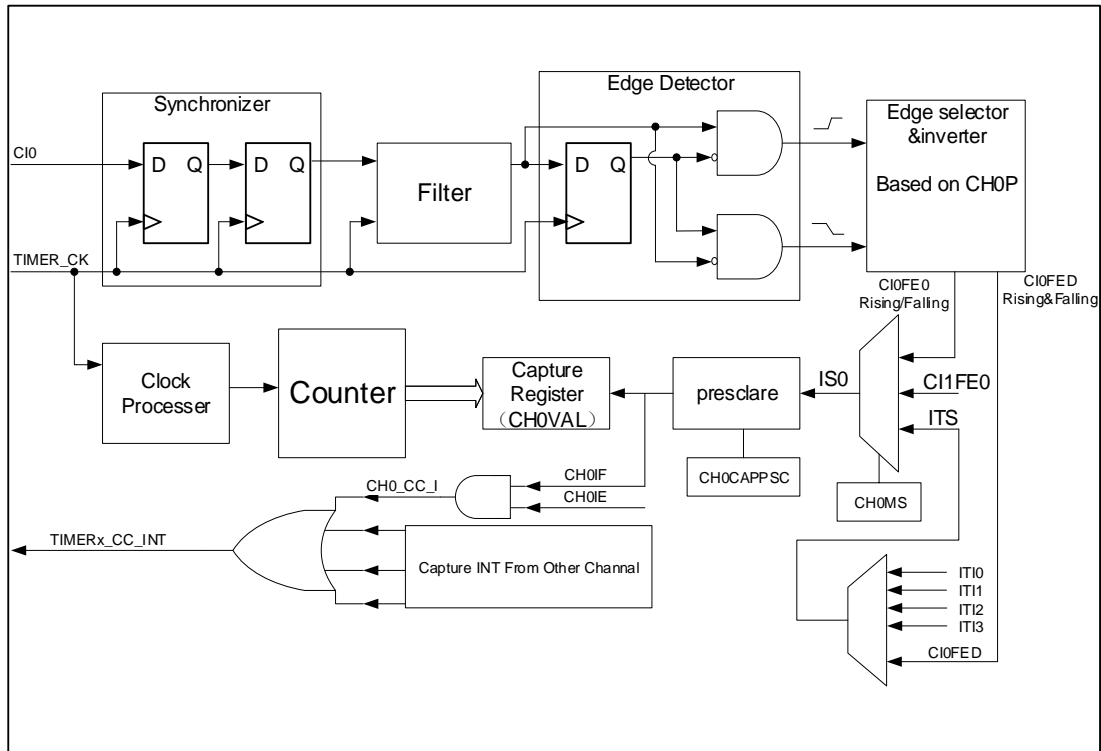 Synchronizer
Edge Detector
Edge selector
&inverter
Based on CH0P
CI0
D Q
D Q
Filter
D Q
TIMER_CK
CI0FE0
Rising/Falling
CI0FED
Rising&Falling
Clock
Processer
Counter
Capture
Register
（CH0VAL）
presclare
IS0
CI1FE0
ITS
CH0CAPPSC
CH0MS
CH0_CC_I
CH0IF
CH0IE
TIMERx_CC_INT
Capture INT From Other Channel
ITI0
ITI1
ITI2
ITI3
CI0FED